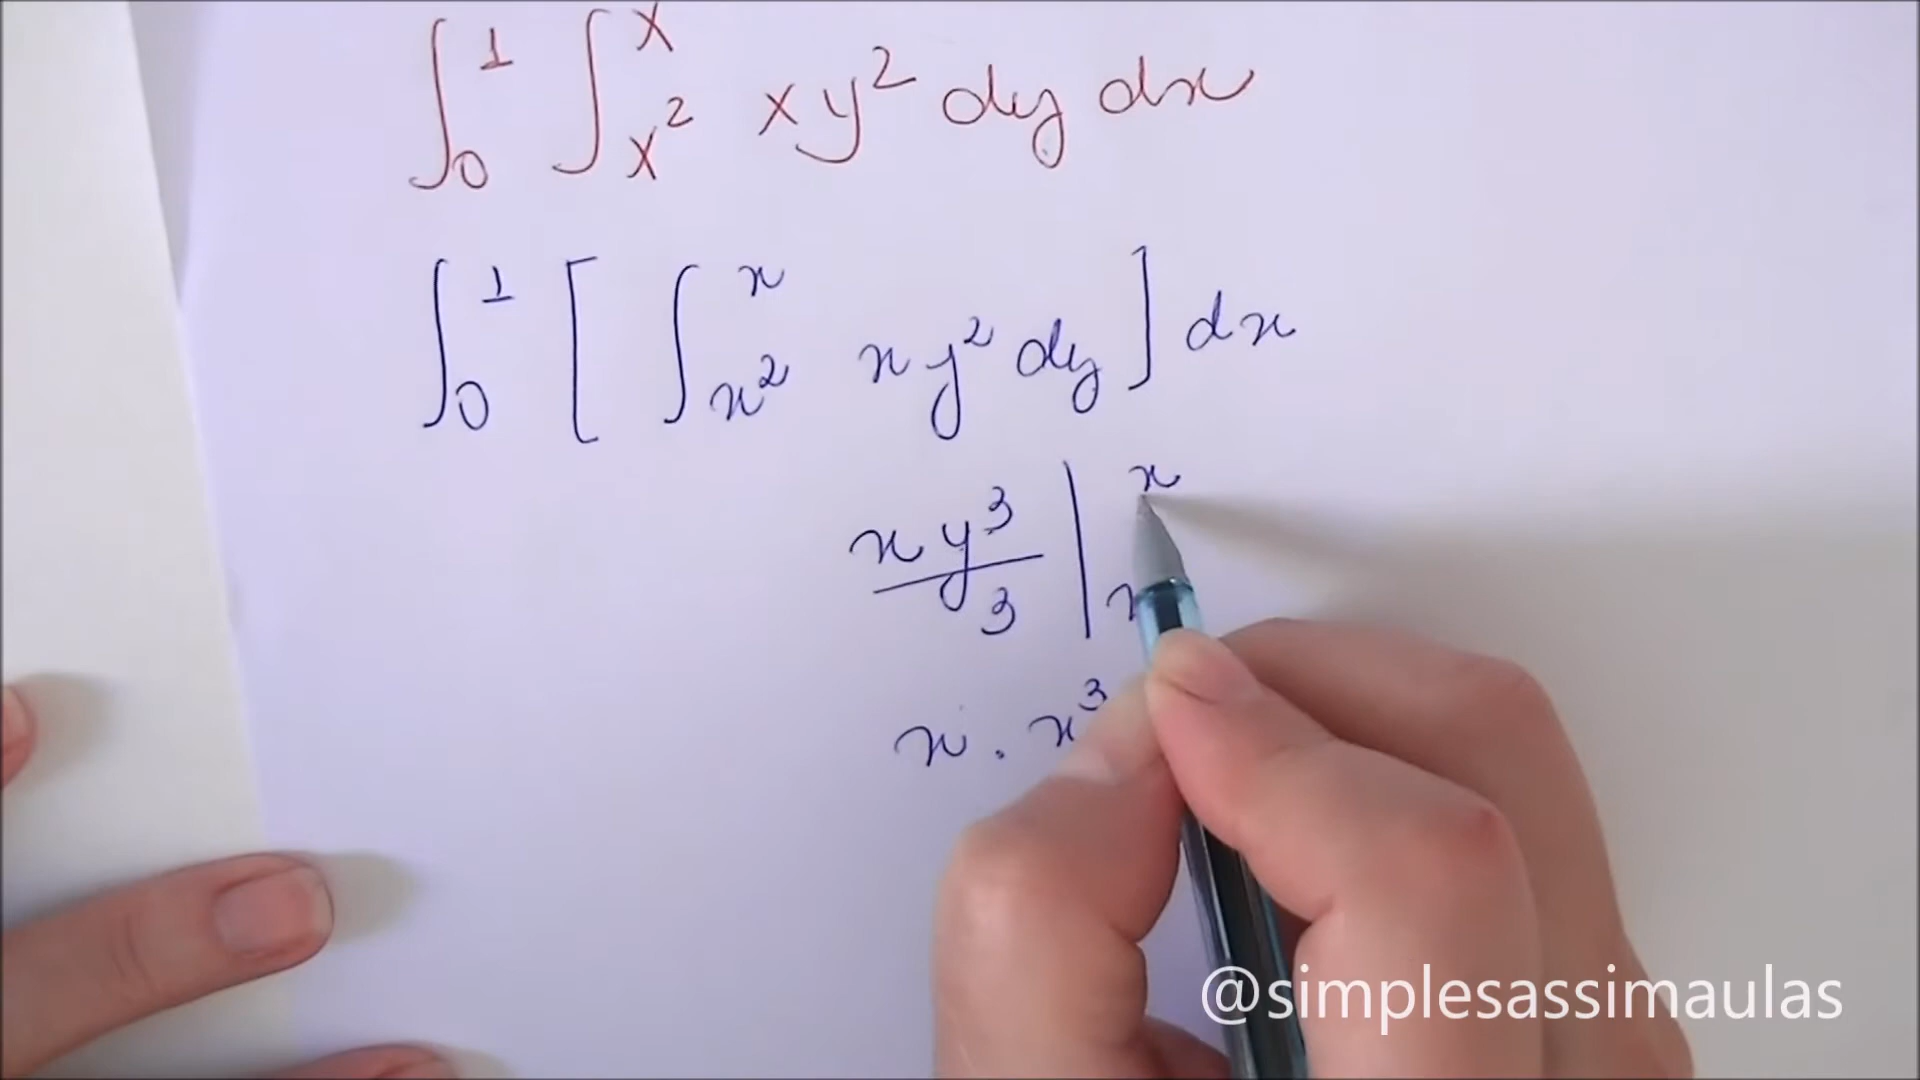 ∫₀¹ ∫ₓ²ˣ xy² dy dx
∫₀¹ [ ∫ₓ²ˣ xy² dy ] dx
xy³/3 |ˣ
x . x³
@simplesassimaulas